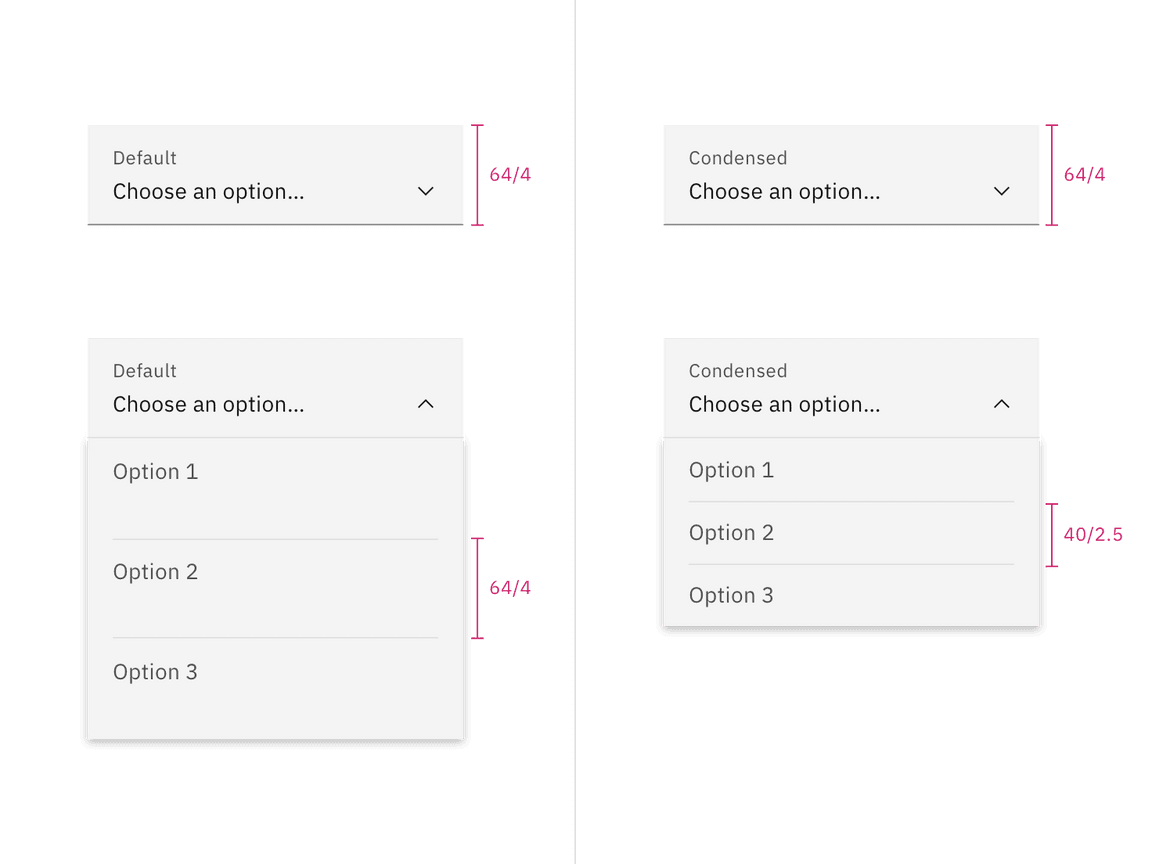 Default
Choose an option...
64/4
Default
Choose an option...
Option 1
Option 2
64/4
Option 3
Condensed
Choose an option...
64/4
Condensed
Choose an option...
Option 1
Option 2
40/2.5
Option 3